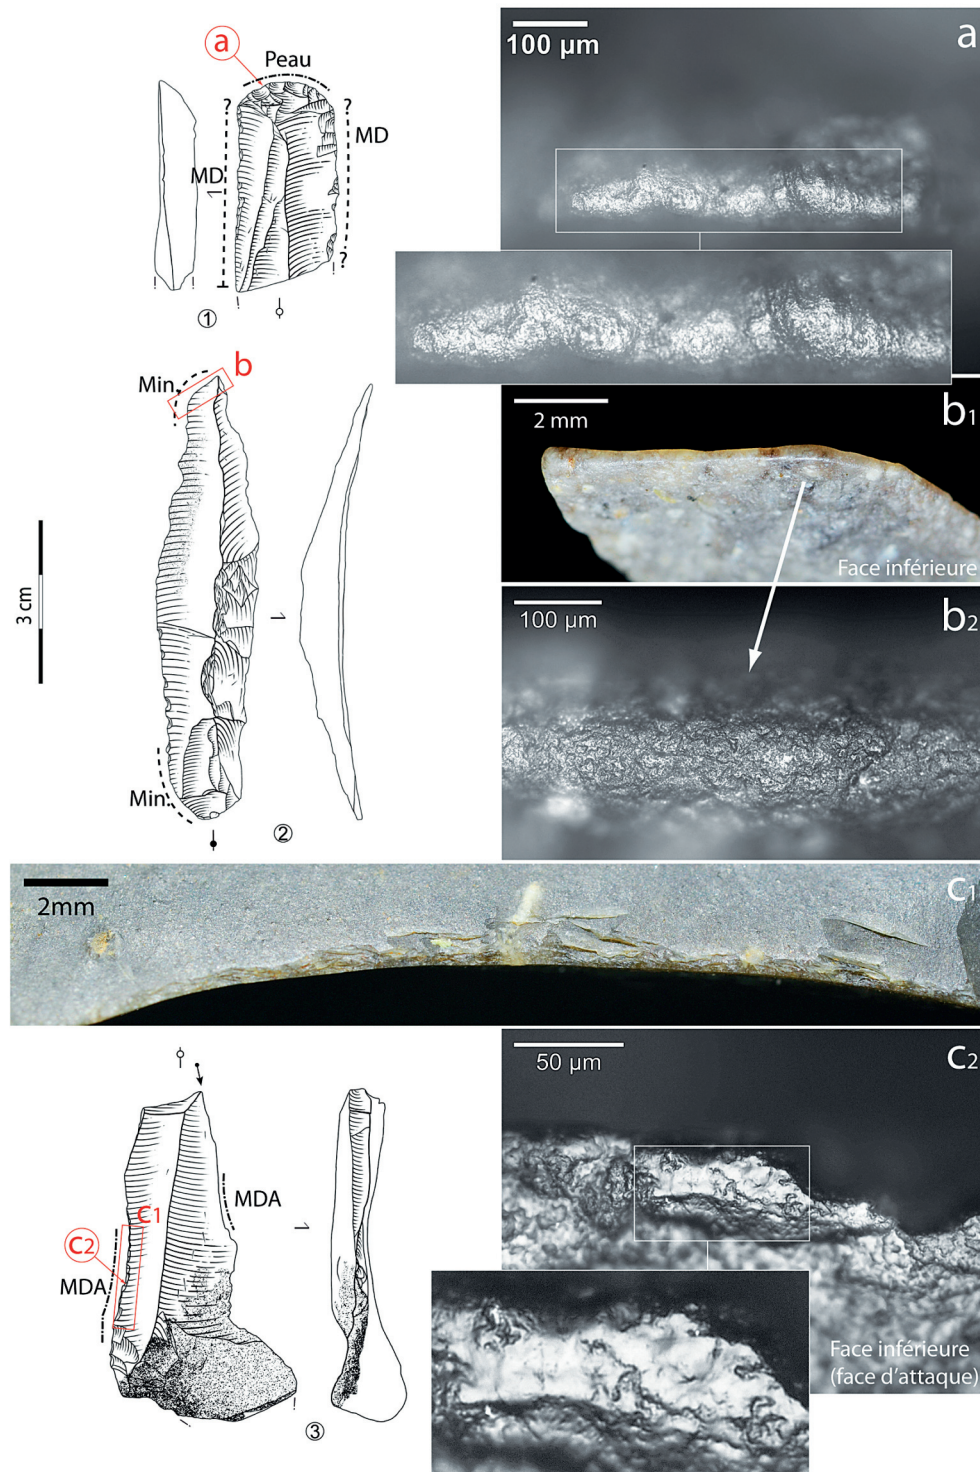 a
Peau
?
?
MD
MD
?
①
100 µm
a
Min.
b
3 cm
Min.
②
2 mm
b1
Face inférieure
100 µm
b2
2mm
C1
MDA
C1
C2
MDA
③
50 µm
C2
Face inférieure
(face d'attaque)